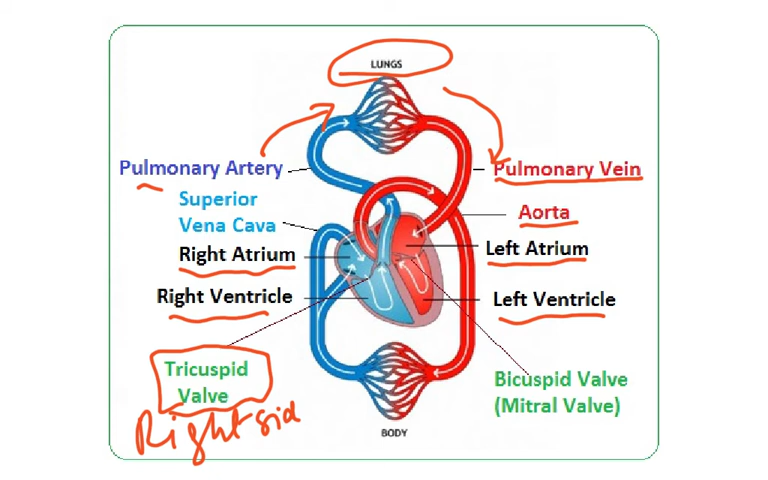 LUNGS
Pulmonary Artery
Pulmonary Vein
Superior
Vena Cava
Aorta
Right Atrium
Left Atrium
Right Ventricle
Left Ventricle
Tricuspid
Valve
Bicuspid Valve
(Mitral Valve)
Right sid
BODY